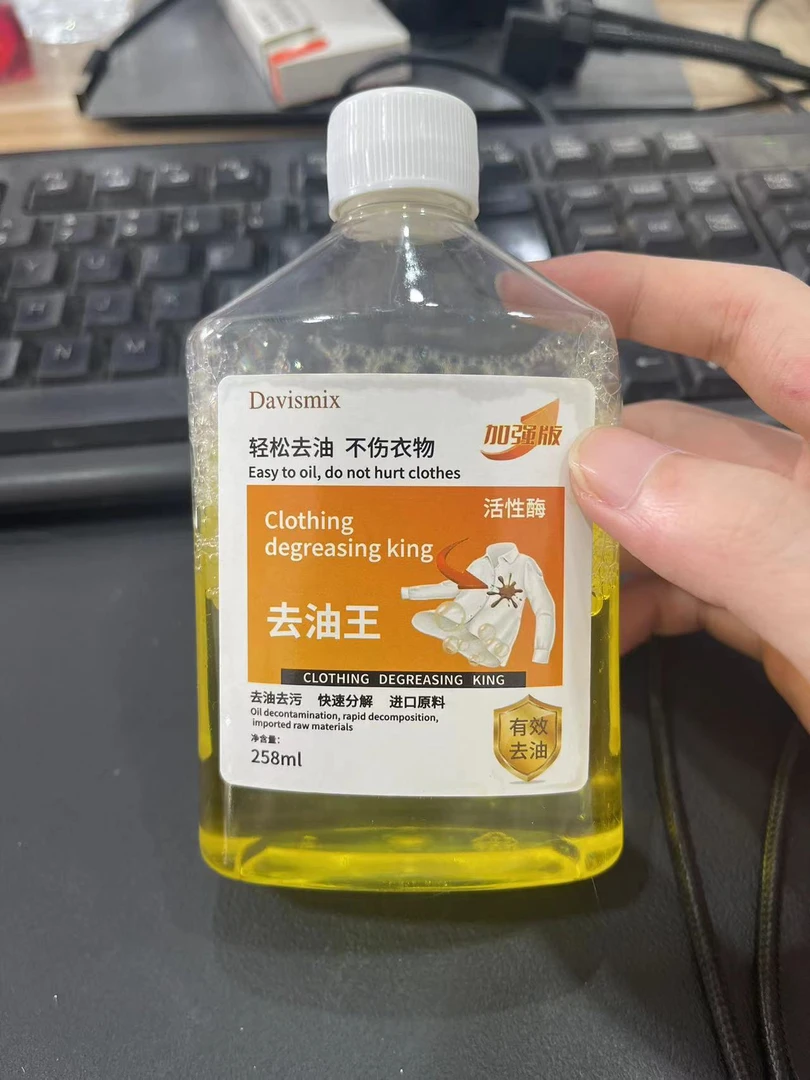 Davismix
加强版
轻松去油 不伤衣物
Easy to oil, do not hurt clothes
活性酶
Clothing
degreasing king
去油王
CLOTHING DEGREASING KING
去油去污 快速分解 进口原料
Oil decontamination, rapid decomposition,
imported raw materials
净含量:
258ml
有效
去油